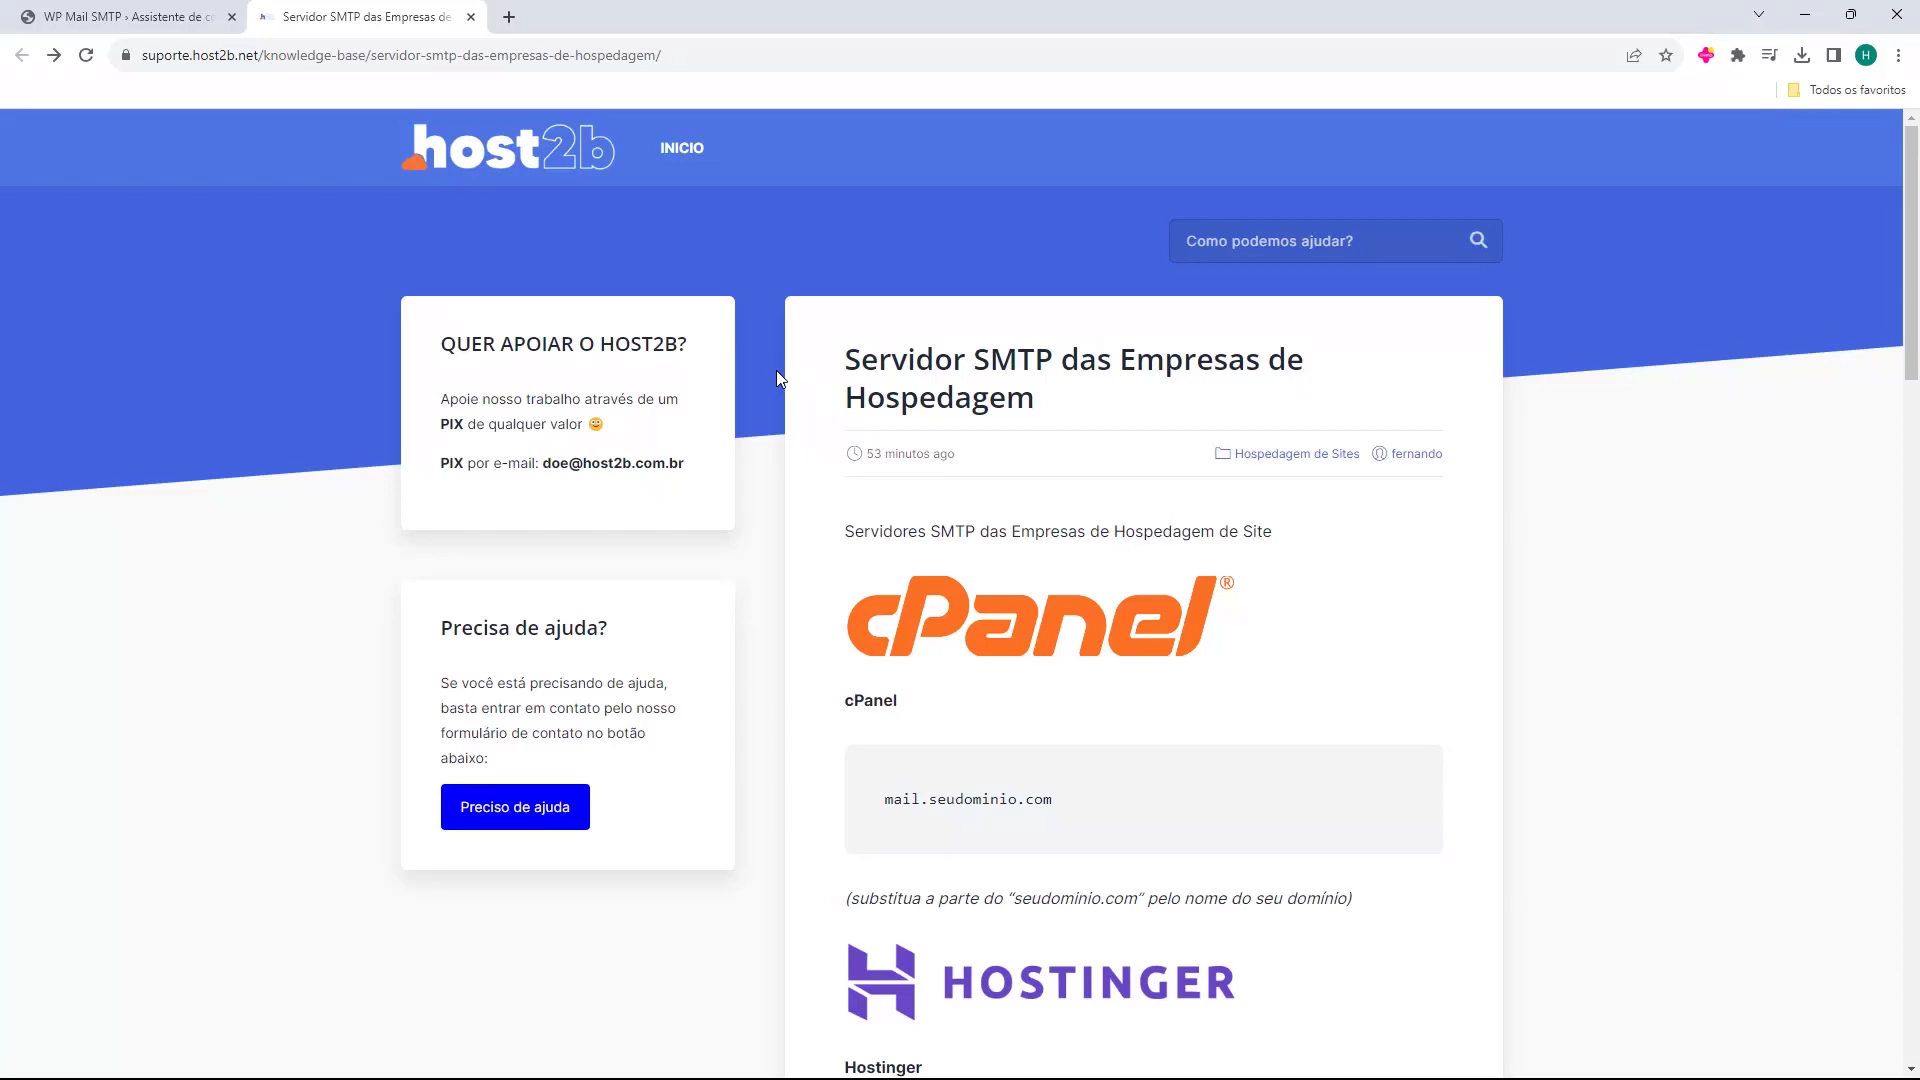 WP Mail SMTP › Assistente de co
Servidor SMTP das Empresas de
suporte.host2b.net/knowledge-base/servidor-smtp-das-empresas-de-hospedagem/
H
Todos os favoritos
host2b
INICIO
Como podemos ajudar?
QUER APOIAR O HOST2B?
Apoie nosso trabalho através de um
PIX de qualquer valor
PIX por e-mail: doe@host2b.com.br
Precisa de ajuda?
Se você está precisando de ajuda,
basta entrar em contato pelo nosso
formulário de contato no botão
abaixo:
Preciso de ajuda
Servidor SMTP das Empresas de
Hospedagem
53 minutos ago
Hospedagem de Sites
fernando
Servidores SMTP das Empresas de Hospedagem de Site
cPanel®
cPanel
mail.seudominio.com
(substitua a parte do “seudominio.com” pelo nome do seu domínio)
HOSTINGER
Hostinger